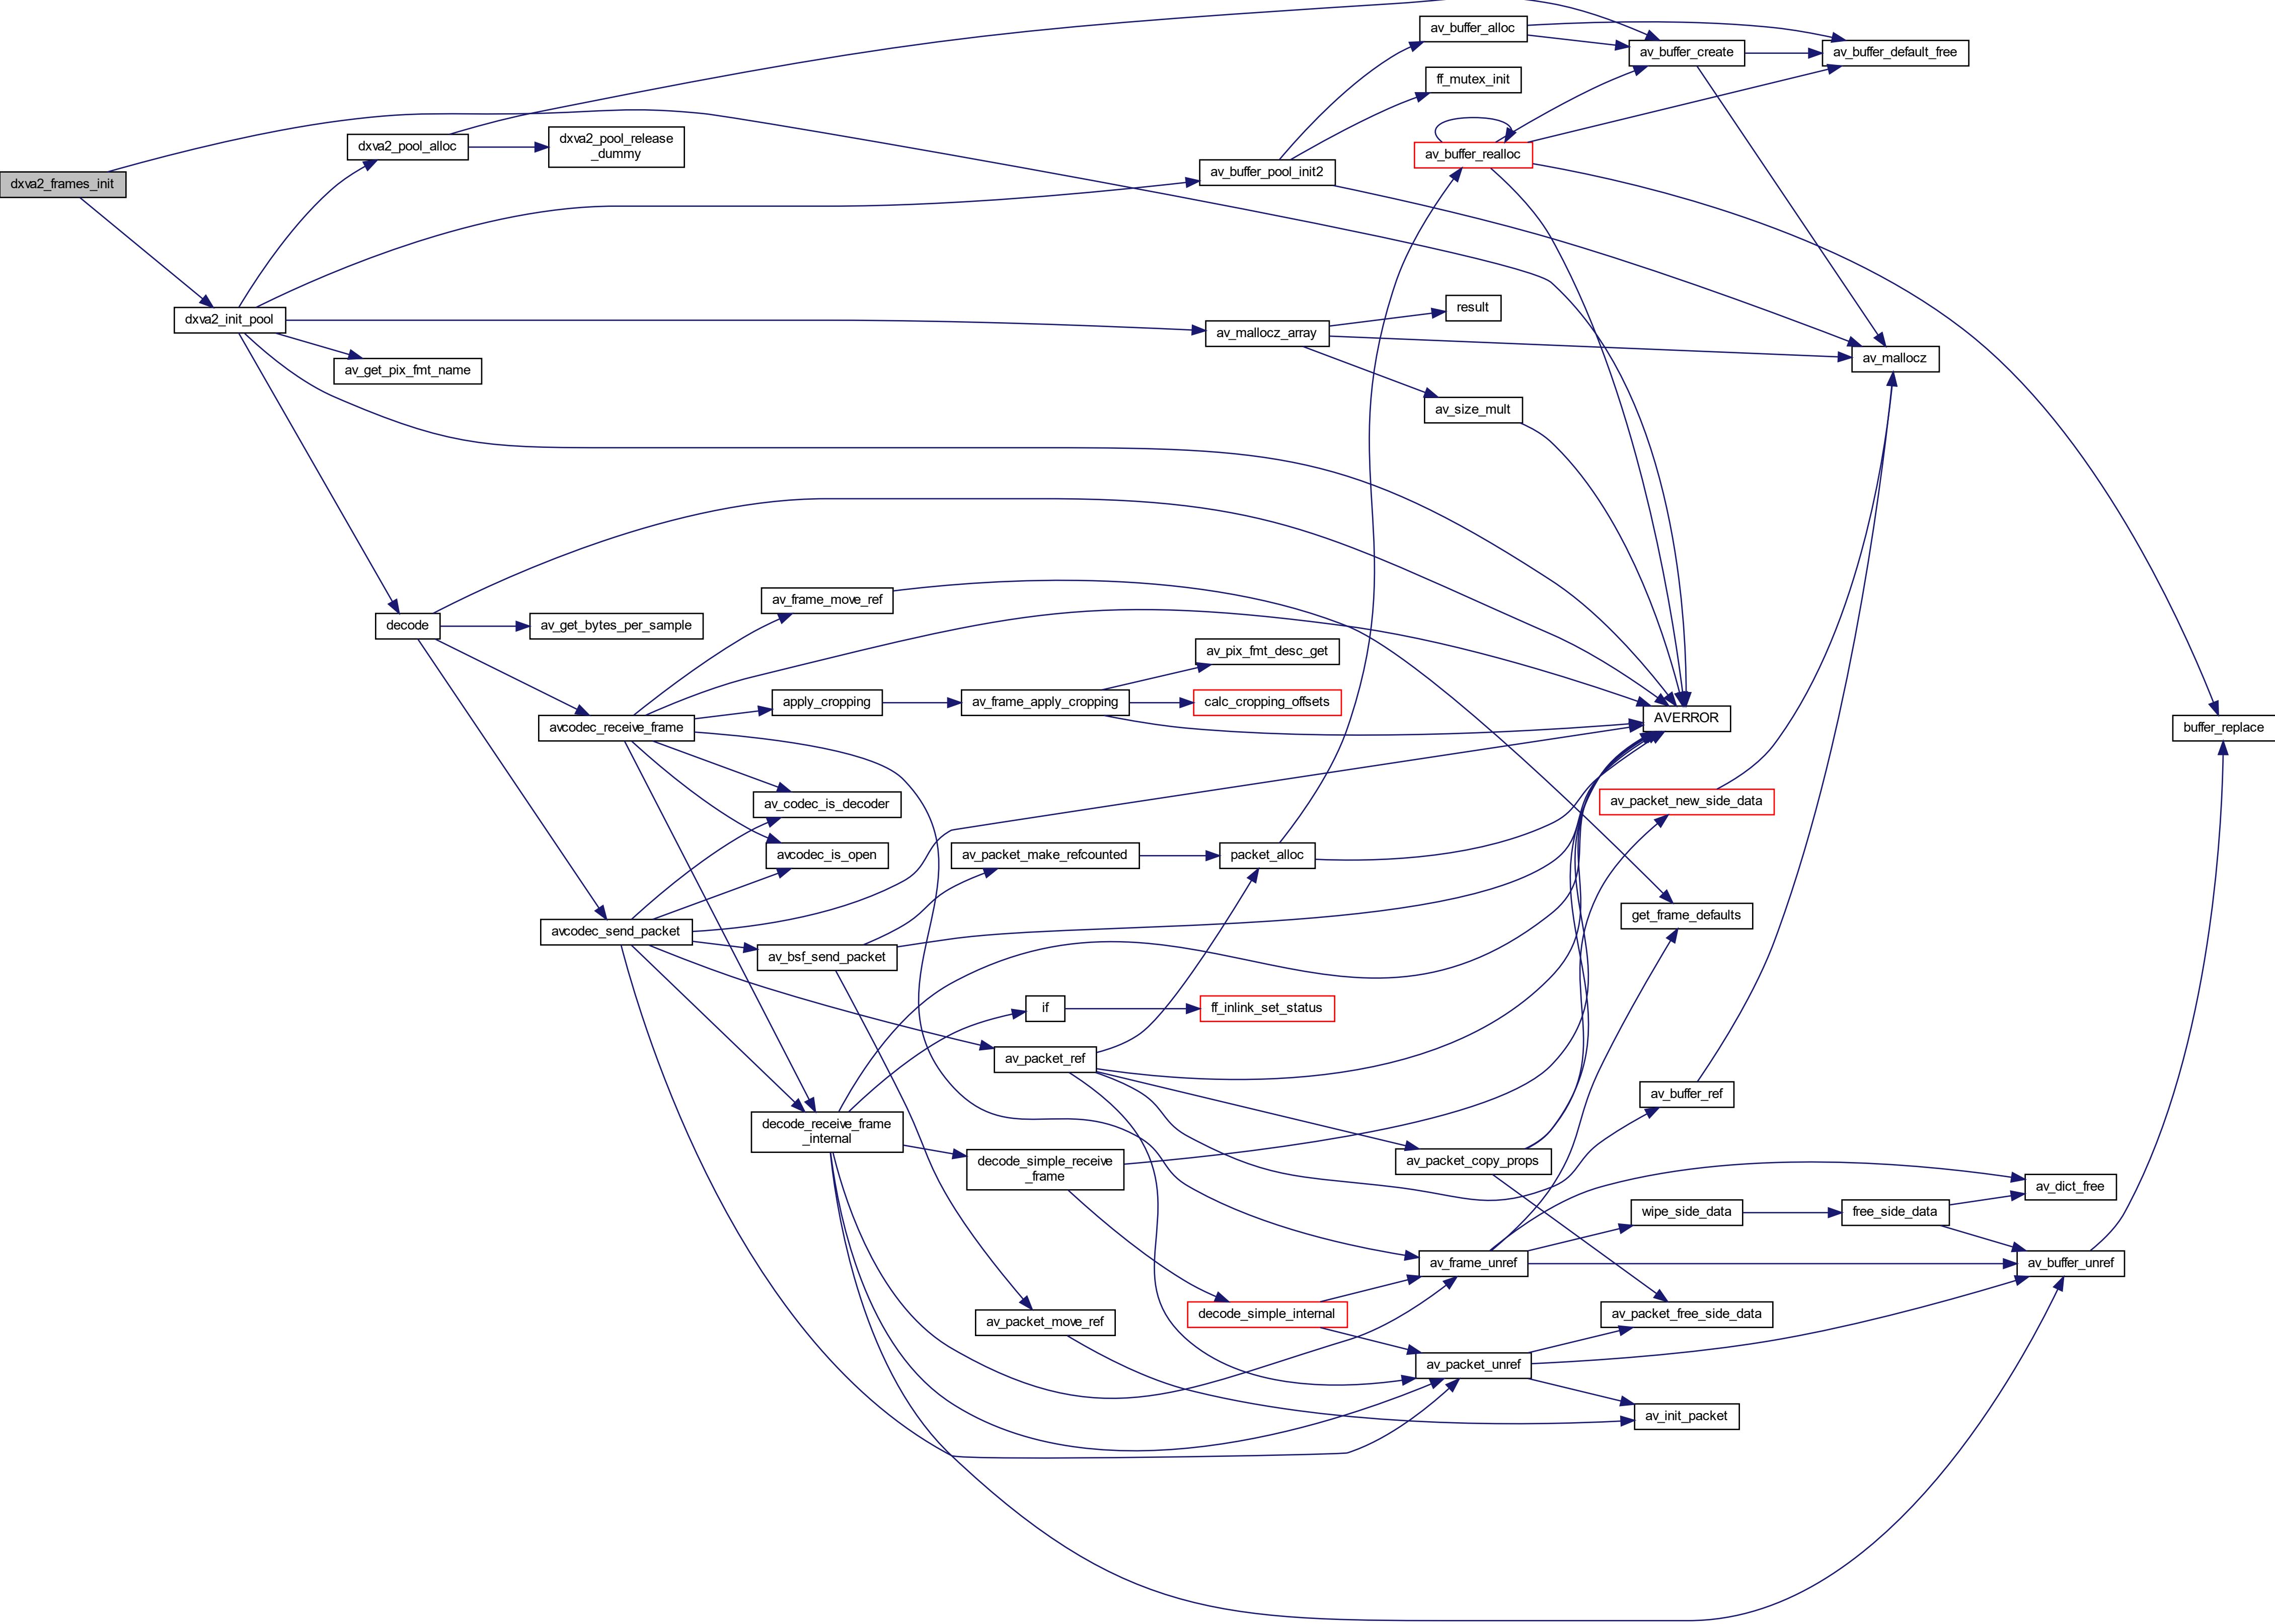 av_buffer_alloc
av_buffer_create
av_buffer_default_free
ff_mutex_init
dxva2_pool_alloc
dxva2_pool_release
_dummy
av_buffer_realloc
av_buffer_pool_init2
dxva2_frames_init
result
dxva2_init_pool
av_mallocz_array
av_mallocz
av_get_pix_fmt_name
av_size_mult
av_frame_move_ref
decode
av_get_bytes_per_sample
av_pix_fmt_desc_get
apply_cropping
av_frame_apply_cropping
calc_cropping_offsets
AVERROR
avcodec_receive_frame
buffer_replace
av_codec_is_decoder
av_packet_new_side_data
avcodec_is_open
av_packet_make_refcounted
packet_alloc
get_frame_defaults
avcodec_send_packet
av_bsf_send_packet
if
ff_inlink_set_status
av_packet_ref
av_buffer_ref
decode_receive_frame
_internal
decode_simple_receive
_frame
av_packet_copy_props
av_dict_free
wipe_side_data
free_side_data
av_frame_unref
av_buffer_unref
decode_simple_internal
av_packet_free_side_data
av_packet_move_ref
av_packet_unref
av_init_packet